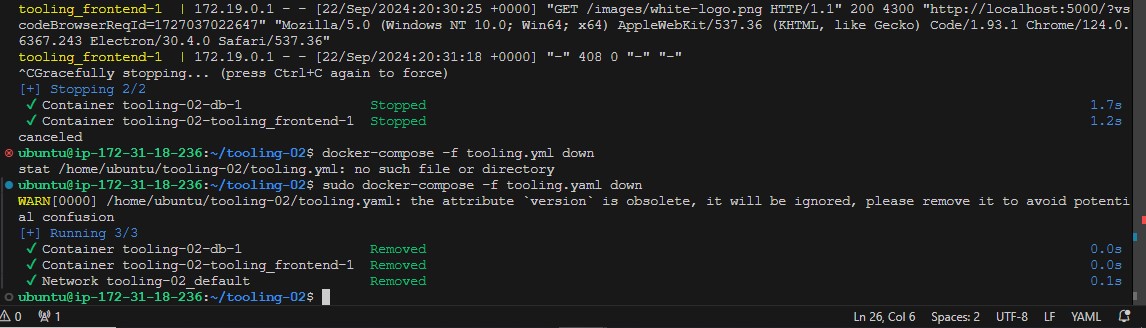 tooling_frontend-1  | 172.19.0.1 - - [22/Sep/2024:20:30:25 +0000] "GET /images/white-logo.png HTTP/1.1" 200 4300 "http://localhost:5000/?vs
codeBrowserReqId=1727037022647" "Mozilla/5.0 (Windows NT 10.0; Win64; x64) AppleWebKit/537.36 (KHTML, like Gecko) Code/1.93.1 Chrome/124.0.
6367.243 Electron/30.4.0 Safari/537.36"
tooling_frontend-1  | 172.19.0.1 - - [22/Sep/2024:20:31:18 +0000] "-" 408 0 "-" "-"
^CGracefully stopping... (press Ctrl+C again to force)
[+] Stopping 2/2
✓ Container tooling-02-db-1 Stopped 1.7s
✓ Container tooling-02-tooling_frontend-1 Stopped 1.2s
canceled
ubuntu@ip-172-31-18-236:~/tooling-02$ docker-compose -f tooling.yml down
stat /home/ubuntu/tooling-02/tooling.yml: no such file or directory
ubuntu@ip-172-31-18-236:~/tooling-02$ sudo docker-compose -f tooling.yaml down
WARN[0000] /home/ubuntu/tooling-02/tooling.yaml: the attribute `version` is obsolete, it will be ignored, please remove it to avoid potenti
al confusion
[+] Running 3/3
✓ Container tooling-02-db-1 Removed 0.0s
✓ Container tooling-02-tooling_frontend-1 Removed 0.0s
✓ Network tooling-02_default Removed 0.1s
ubuntu@ip-172-31-18-236:~/tooling-02$
0 1 Ln 26, Col 6 Spaces: 2 UTF-8 LF YAML